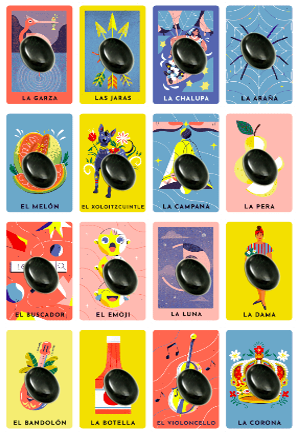 LA GARZA
LAS JARAS
LA CHALUPA
LA ARAÑA
EL MELÓN
EL XOLOITZCUINTLE
LA CAMPANA
LA PERA
EL BUSCADOR
EL EMOJI
LA LUNA
LA DAMA
EL BANDOLÓN
LA BOTELLA
EL VIOLONCELLO
LA CORONA